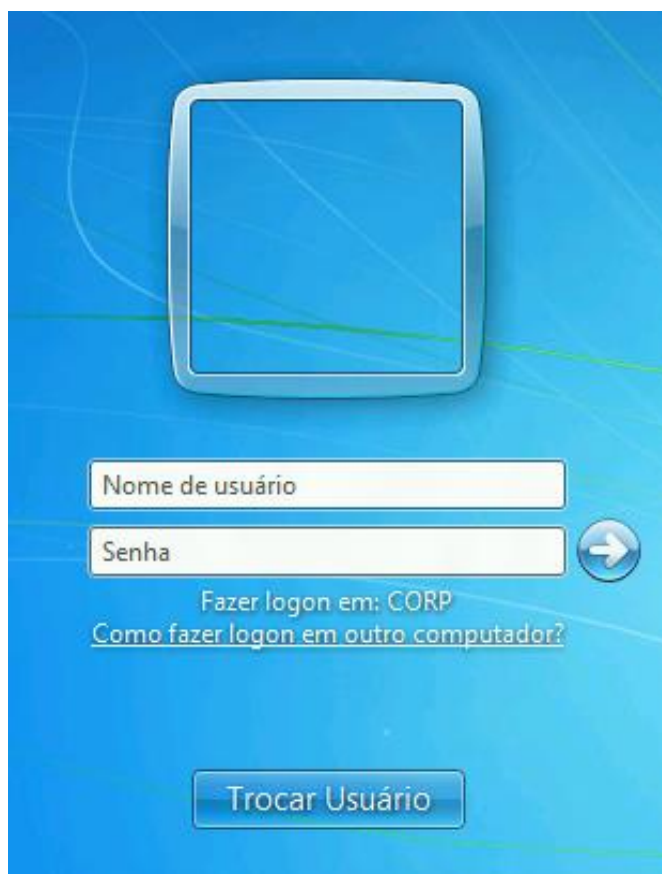 Nome de usuário
Senha
Fazer logon em: CORP
Como fazer logon em outro computador?
Trocar Usuário